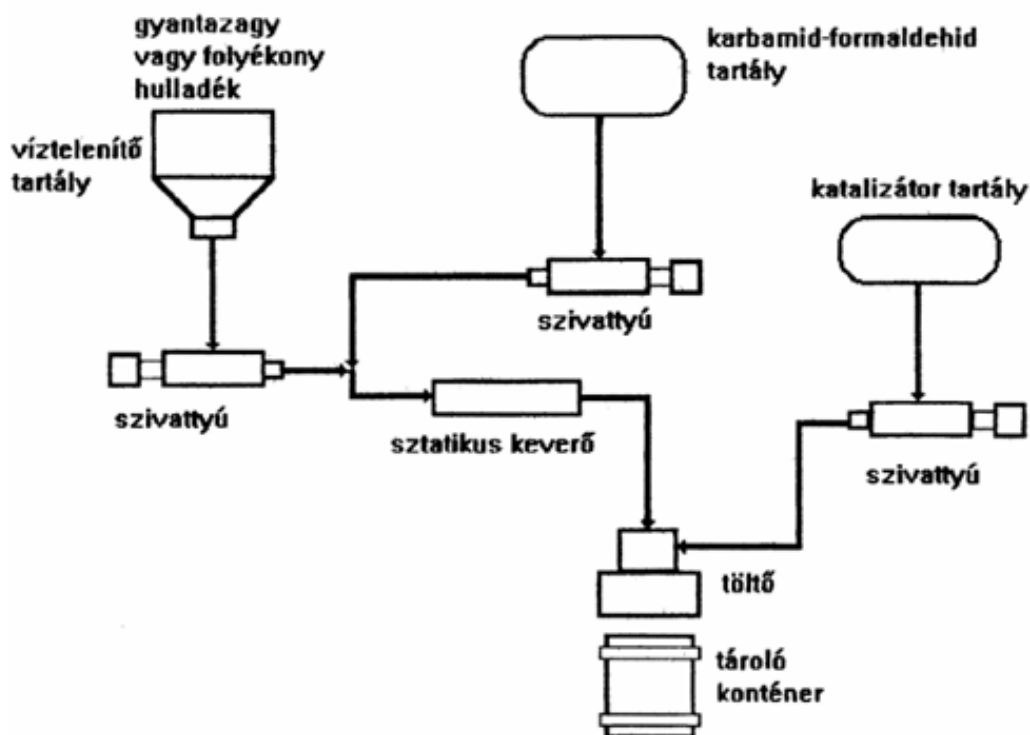 gyantazagy
vagy folyékony
hulladék
víztelenítő
tartály
karbamid-formaldehid
tartály
katalizátor tartály
szivattyú
szivattyú
sztatikus keverő
szivattyú
töltő
tároló
konténer